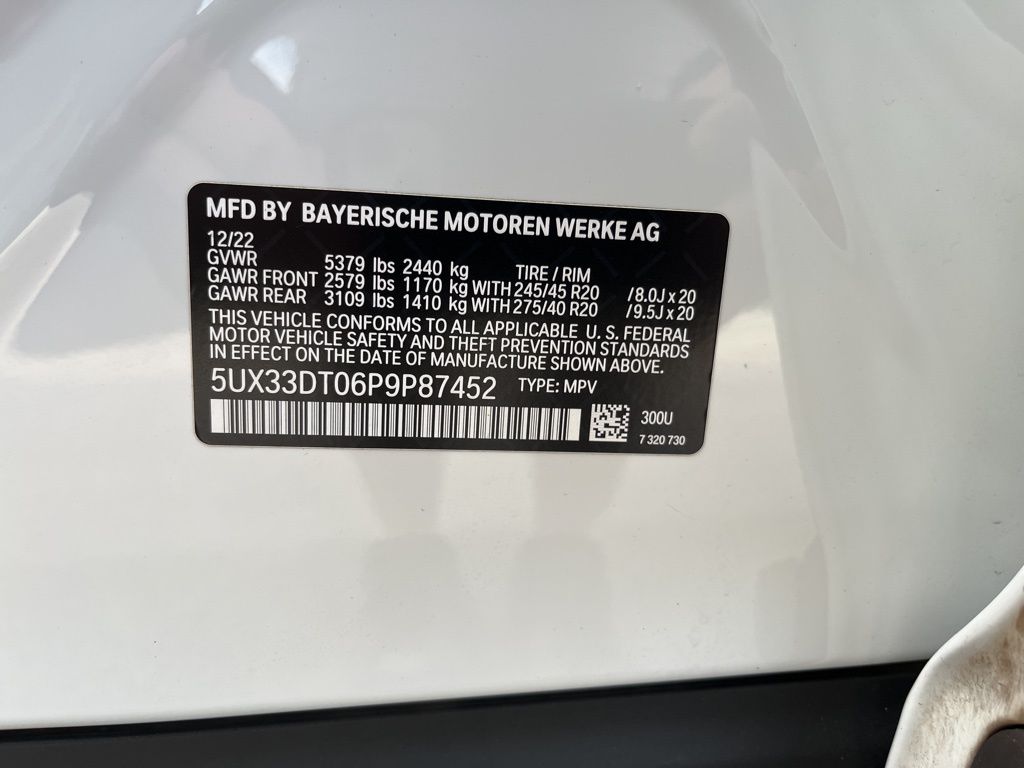 MFD BY BAYERISCHE MOTOREN WERKE AG
12/22
GVWR 5379 lbs 2440 kg TIRE / RIM
GAWR FRONT 2579 lbs 1170 kg WITH 245/45 R20 /8.0J x 20
GAWR REAR 3109 lbs 1410 kg WITH 275/40 R20 /9.5J x 20
THIS VEHICLE CONFORMS TO ALL APPLICABLE U. S. FEDERAL
MOTOR VEHICLE SAFETY AND THEFT PREVENTION STANDARDS
IN EFFECT ON THE DATE OF MANUFACTURE SHOWN ABOVE.
5UX33DT06P9P87452 TYPE: MPV
300U
7 320 730